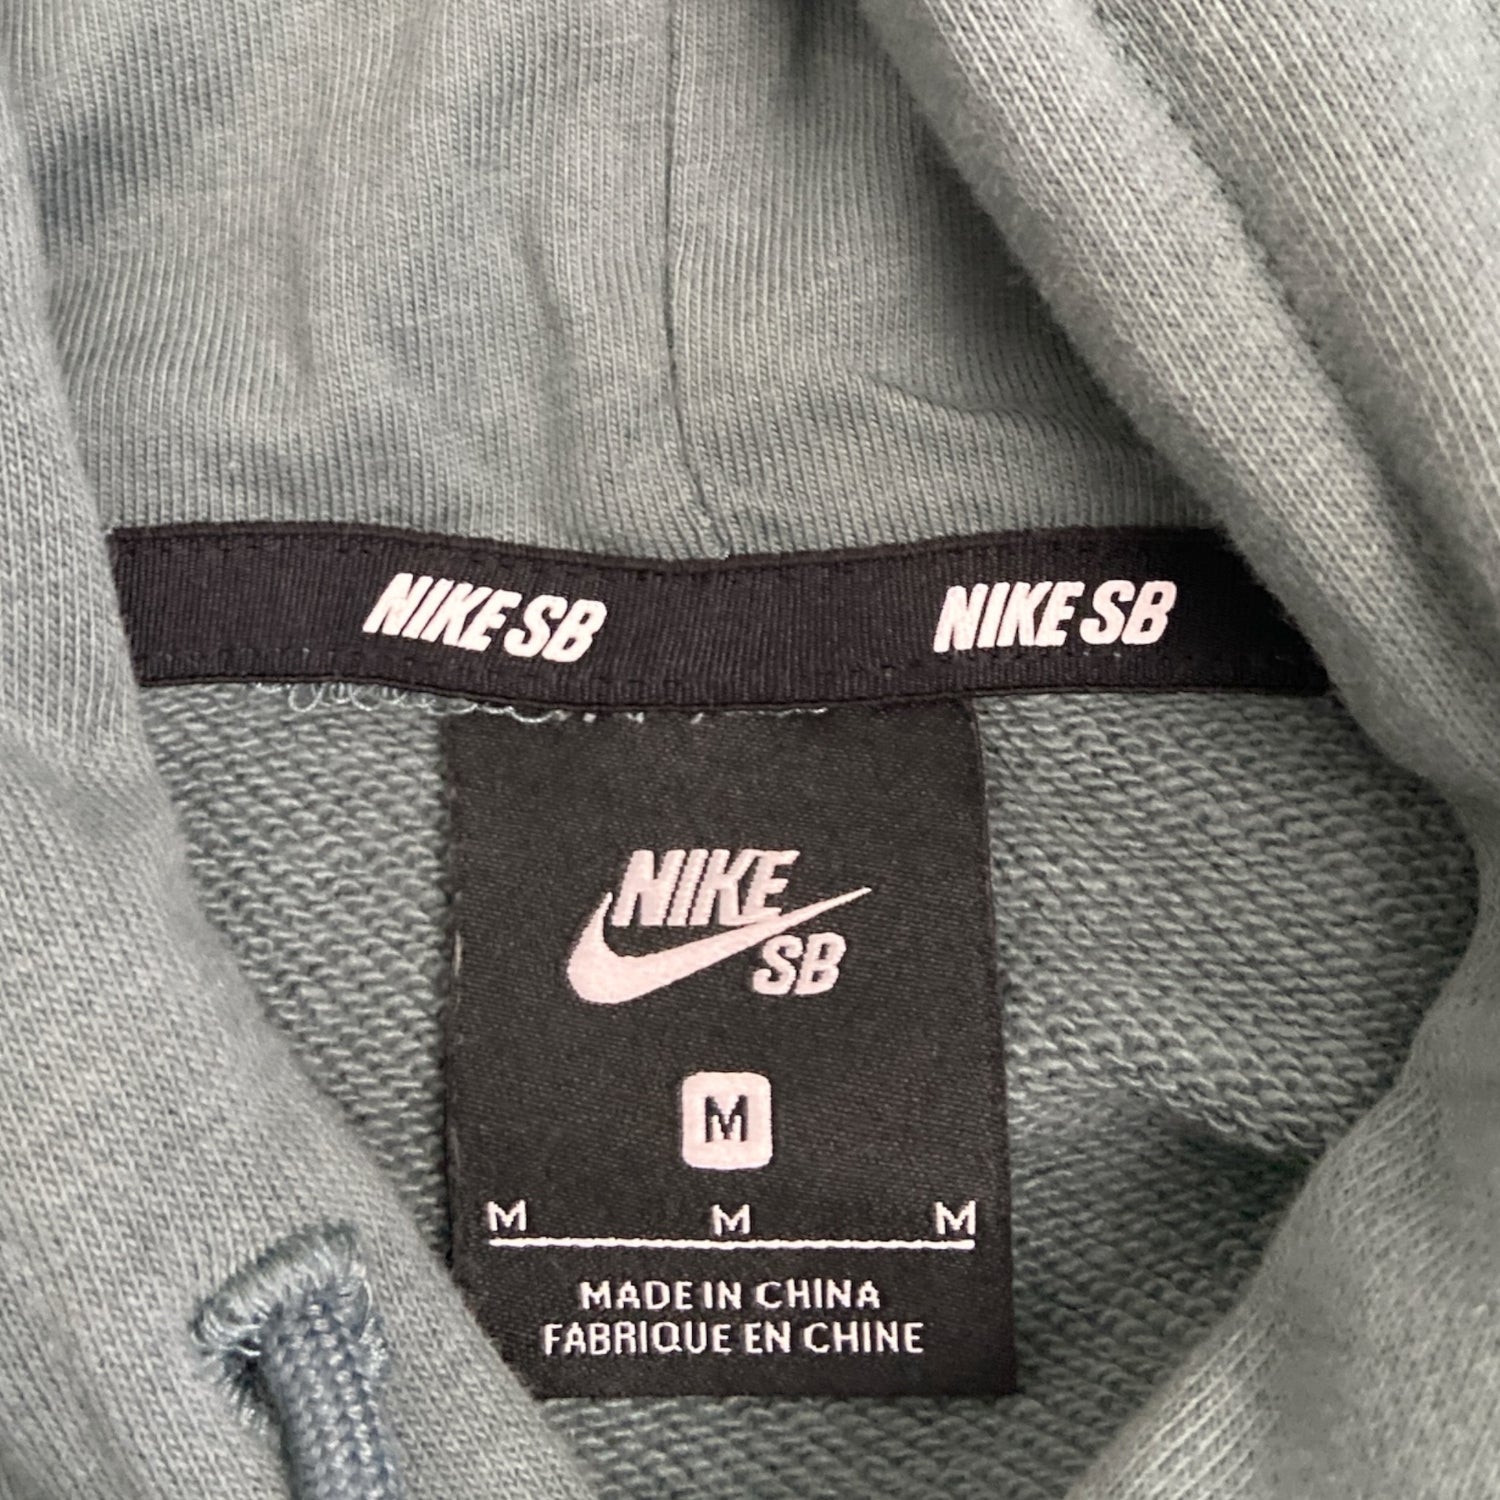 NIKE SB NIKE SB
NIKE
SB
M
M M M
MADE IN CHINA
FABRIQUE EN CHINE